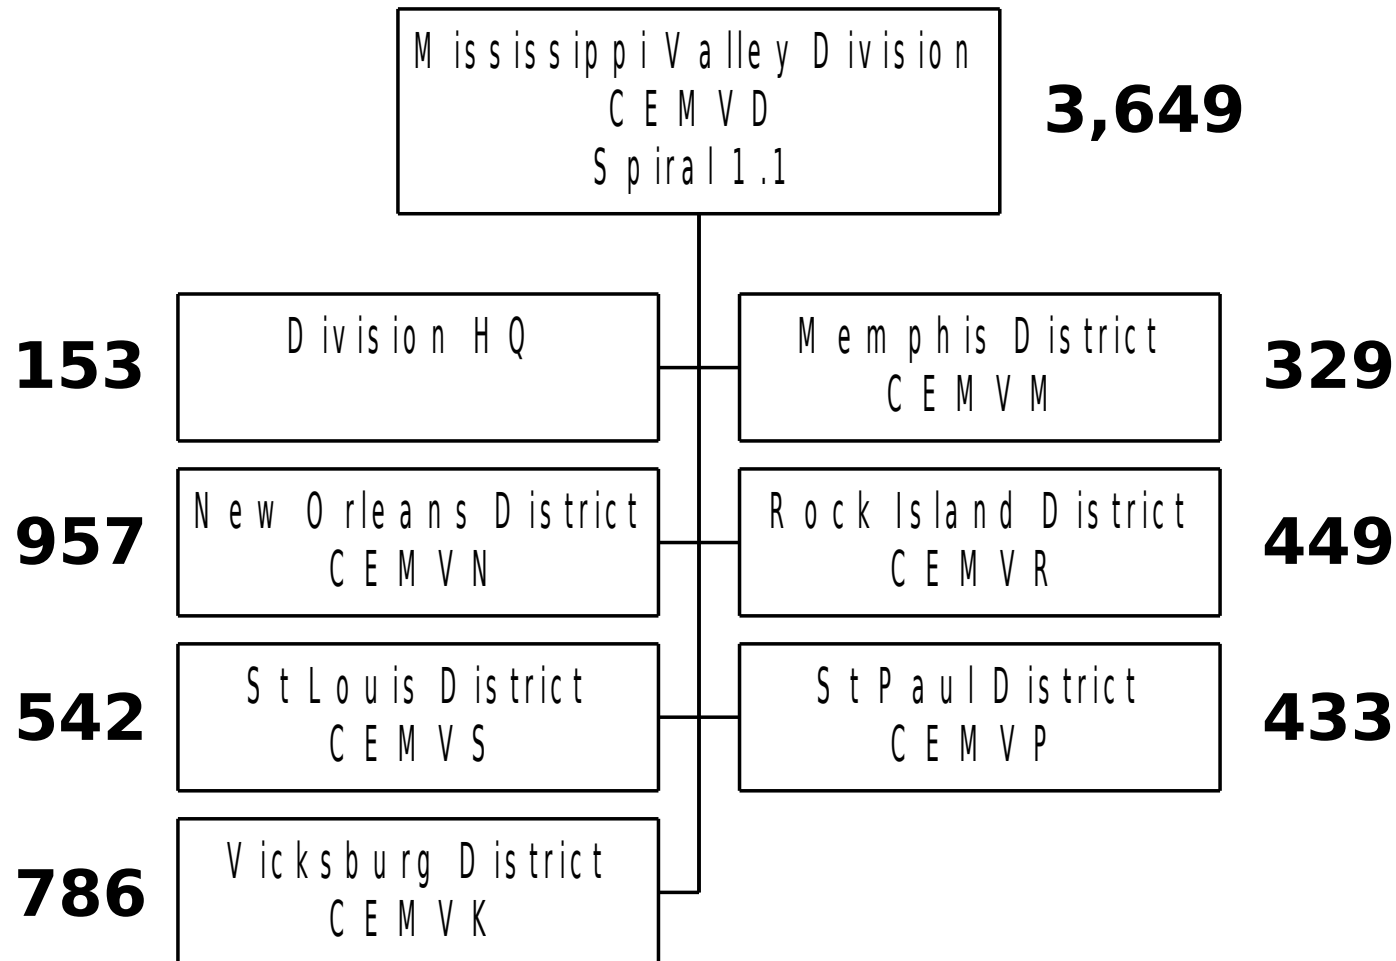 Mississippi Valley Division
CEMVD
Spiral 1.1
3,649
153
Division HQ
Memphis District
CEMVM
329
957
New Orleans District
CEMVN
Rock Island District
CEMVR
449
542
St Louis District
CEMVS
St Paul District
CEMVP
433
786
Vicksburg District
CEMVK